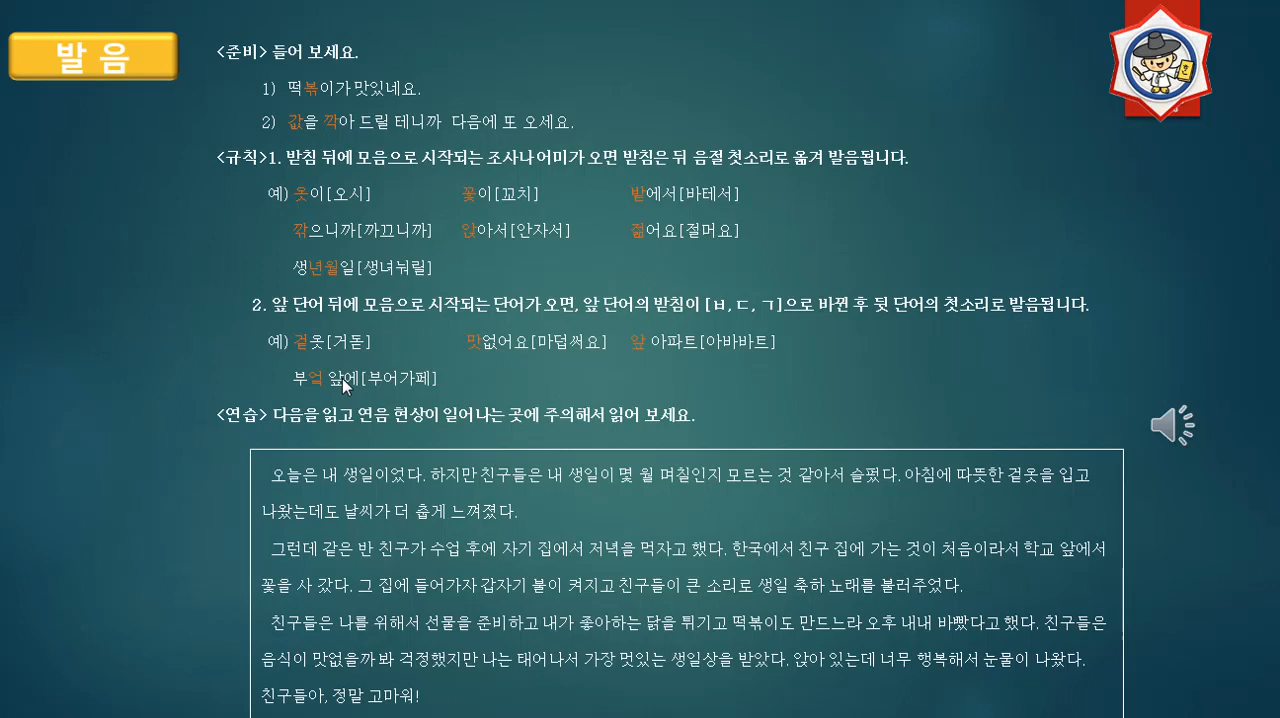 발 음
<준비> 들어 보세요.
1) 떡볶이가 맛있네요.
2) 값을 깍아 드릴 테니까 다음에 또 오세요.
<규칙>1. 받침 뒤에 모음으로 시작되는 조사나 어미가 오면 받침은 뒤 음절 첫소리로 옮겨 발음됩니다.
예) 옷이[오시] 꽃이[꼬치] 밭에서[바테서]
깎으니까[까끄니까] 앉아서[안자서] 젊어요[절머요]
생년월일[생녀눠릴]
2. 앞 단어 뒤에 모음으로 시작되는 단어가 오면, 앞 단어의 받침이 [ㅂ, ㄷ, ㄱ]으로 바뀐 후 뒷 단어의 첫소리로 발음됩니다.
예) 겉옷[거돋] 맛없어요[마덥써요] 앞 아파트[아바바트]
부엌 앞에[부어가페]
<연습> 다음을 읽고 연음 현상이 일어나는 곳에 주의해서 읽어 보세요.
오늘은 내 생일이었다. 하지만 친구들은 내 생일이 몇 월 며칠인지 모르는 것 같아서 슬펐다. 아침에 따뜻한 겉옷을 입고
나왔는데도 날씨가 더 춥게 느껴졌다.
그런데 같은 반 친구가 수업 후에 자기 집에서 저녁을 먹자고 했다. 한국에서 친구 집에 가는 것이 처음이라서 학교 앞에서
꽃을 사 갔다. 그 집에 들어가자 갑자기 불이 켜지고 친구들이 큰 소리로 생일 축하 노래를 불러주었다.
친구들은 나를 위해서 선물을 준비하고 내가 좋아하는 닭을 튀기고 떡볶이도 만드느라 오후 내내 바빴다고 했다. 친구들은
음식이 맛없을까 봐 걱정했지만 나는 태어나서 가장 멋있는 생일상을 받았다. 앉아 있는데 너무 행복해서 눈물이 나왔다.
친구들아, 정말 고마워!